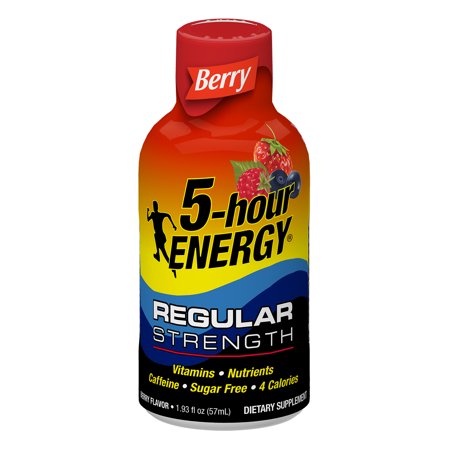 Berry
5-hour
ENERGY®
REGULAR
STRENGTH
Vitamins • Nutrients
Caffeine • Sugar Free • 4 Calories
BERRY FLAVOR • 1.93 fl oz (57mL) DIETARY SUPPLEMENT